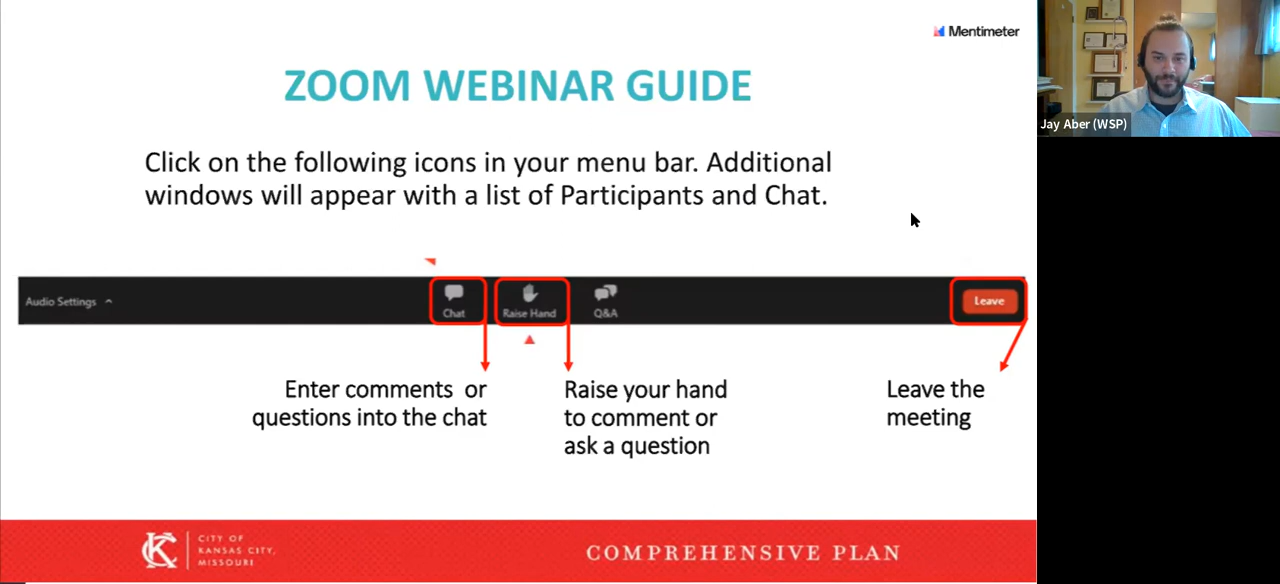 Mentimeter
ZOOM WEBINAR GUIDE
Jay Aber (WSP)
Click on the following icons in your menu bar. Additional
windows will appear with a list of Participants and Chat.
Audio Settings
Chat
Raise Hand
Q&A
Leave
Enter comments or
questions into the chat
Raise your hand
to comment or
ask a question
Leave the
meeting
KC
CITY OF
KANSAS CITY,
MISSOURI
COMPREHENSIVE PLAN